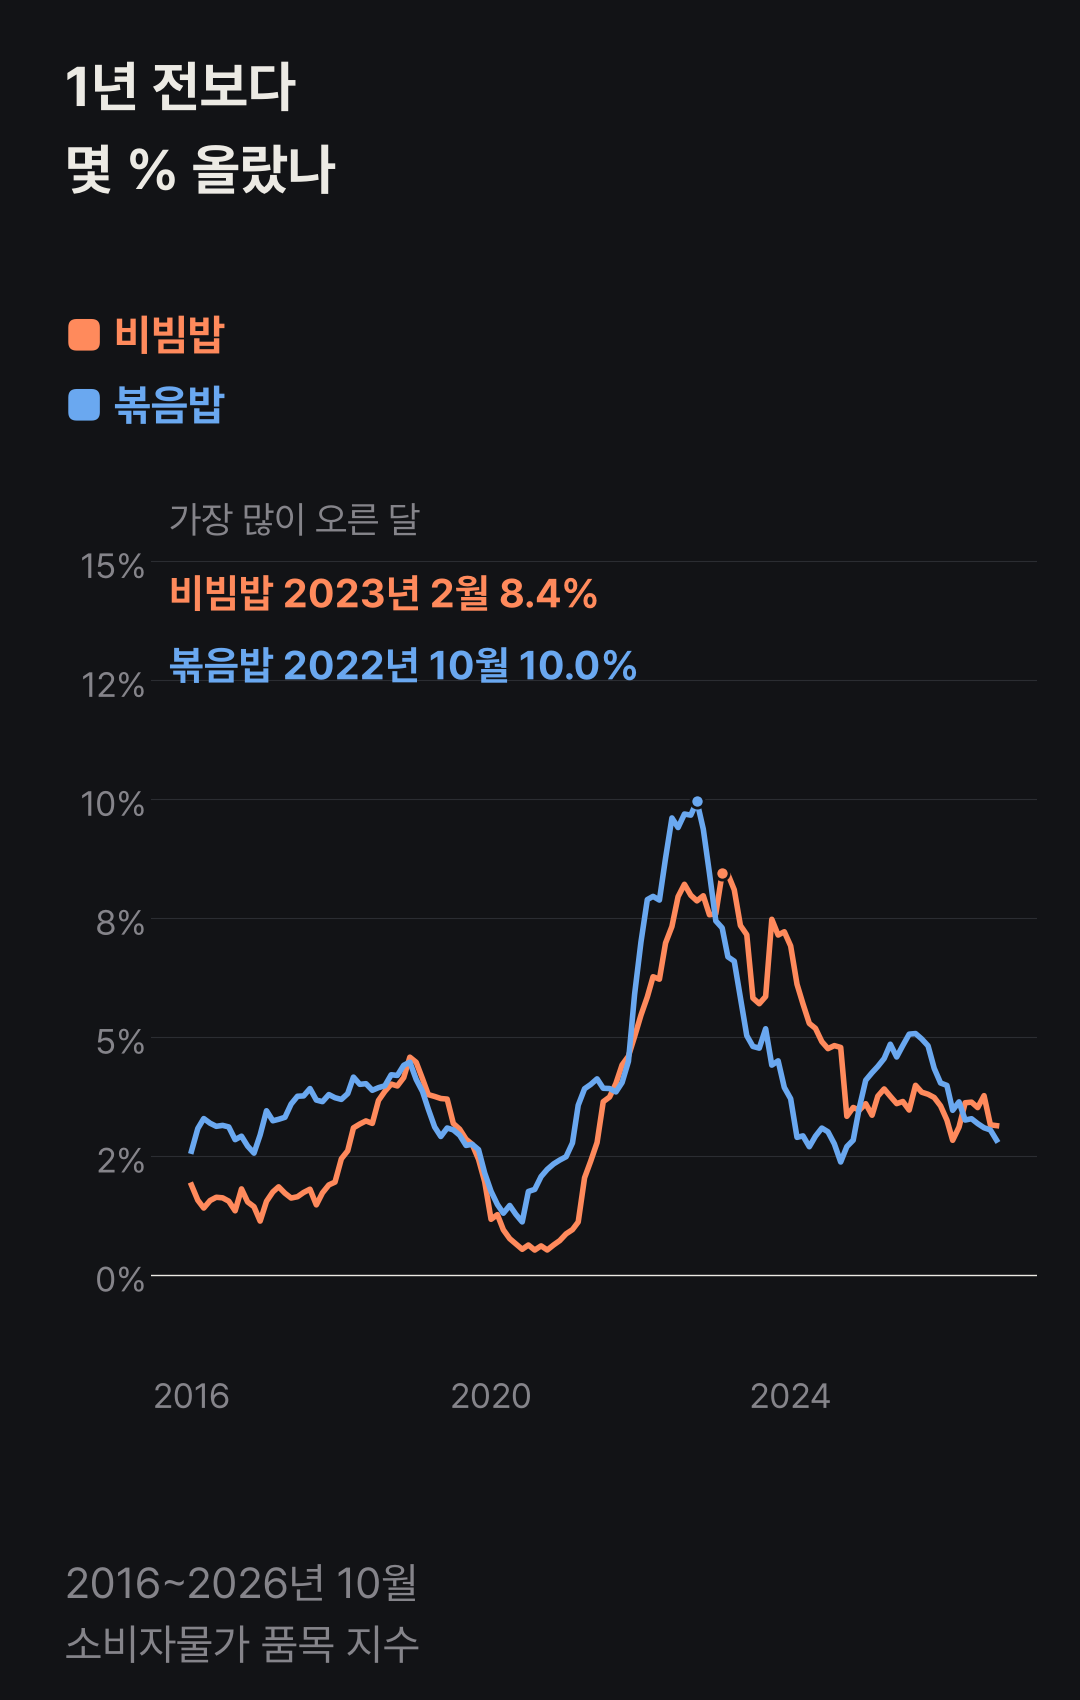 1년 전보다
몇 % 올랐나
비빔밥
볶음밥
가장 많이 오른 달
15%
비빔밥 2023년 2월 8.4%
볶음밥 2022년 10월 10.0%
12%
10%
8%
5%
2%
0%
2016 2020 2024
2016~2026년 10월
소비자물가 품목 지수